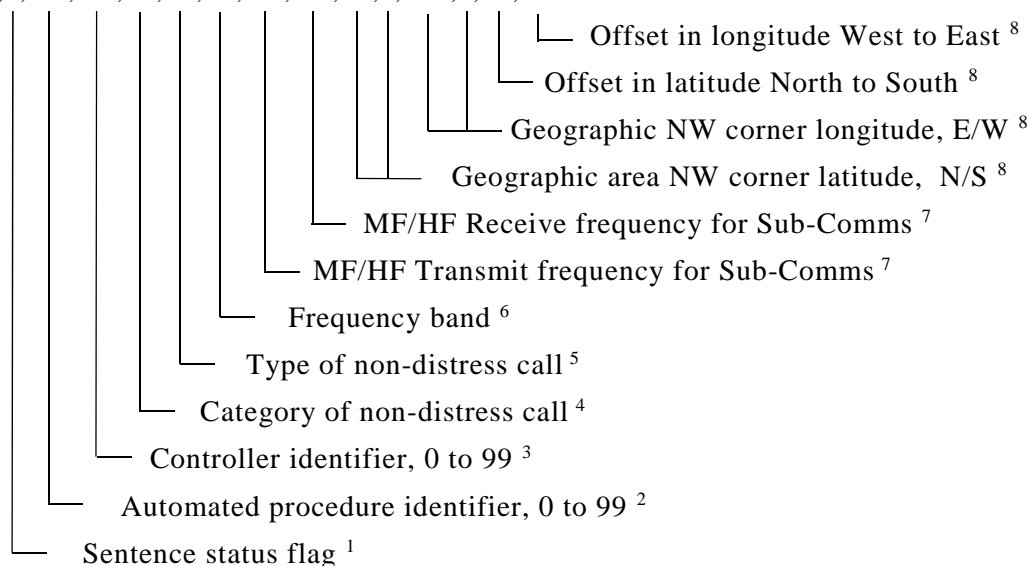 Offset in longitude West to East 8
Offset in latitude North to South 8
Geographic NW corner longitude, E/W 8
Geographic area NW corner latitude, N/S 8
MF/HF Receive frequency for Sub-Comms 7
MF/HF Transmit frequency for Sub-Comms 7
Frequency band 6
Type of non-distress call 5
Category of non-distress call 4
Controller identifier, 0 to 99 3
Automated procedure identifier, 0 to 99 2
Sentence status flag 1